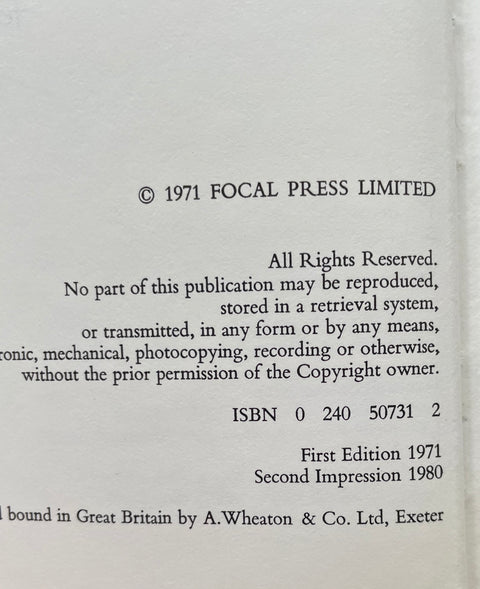 © 1971 FOCAL PRESS LIMITED
All Rights Reserved.
No part of this publication may be reproduced,
stored in a retrieval system,
or transmitted, in any form or by any means,
ronic, mechanical, photocopying, recording or otherwise,
without the prior permission of the Copyright owner.
ISBN 0 240 50731 2
First Edition 1971
Second Impression 1980
bound in Great Britain by A.Wheaton & Co. Ltd, Exeter